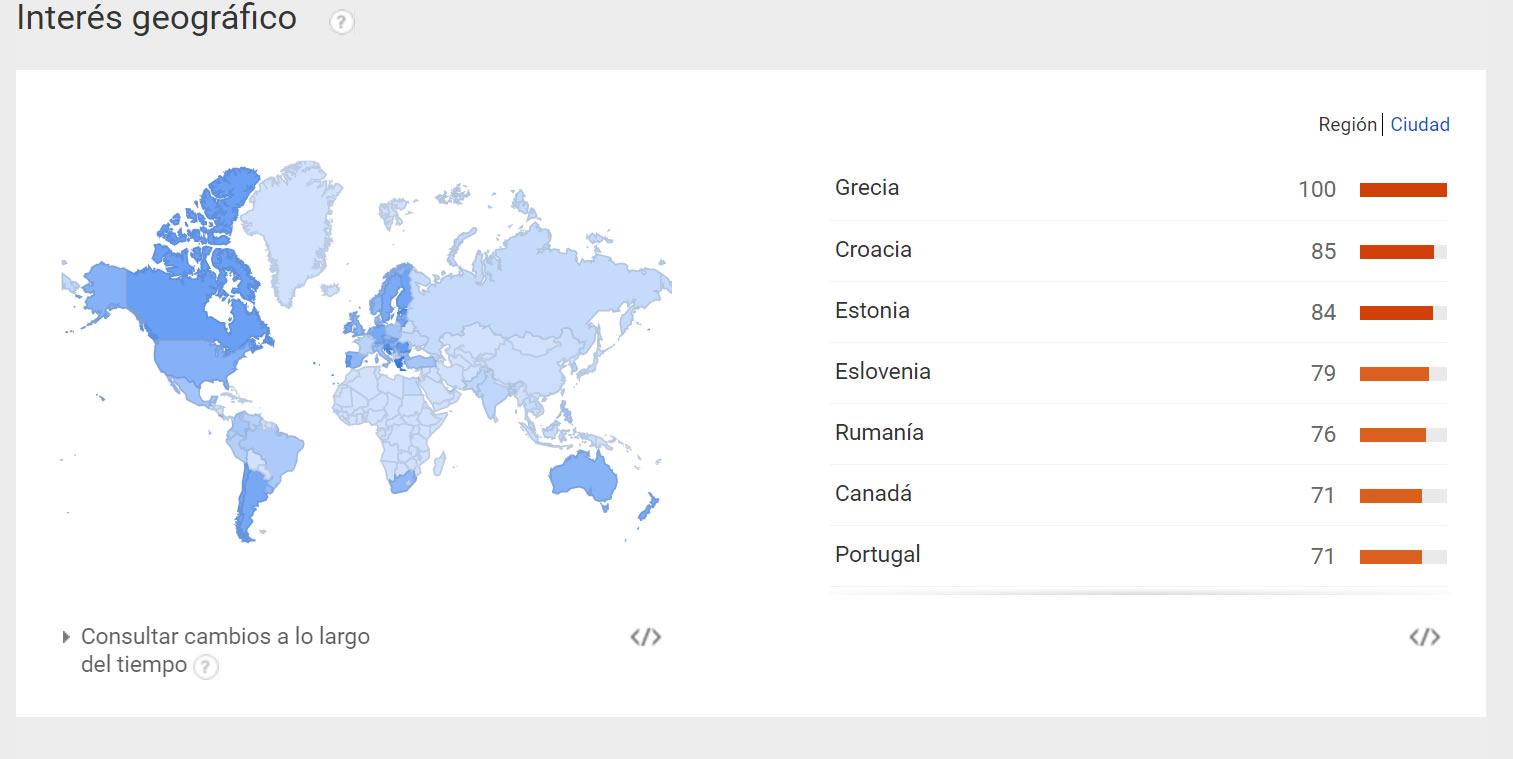 Interés geográfico ?
Región | Ciudad
Grecia 100
Croacia 85
Estonia 84
Eslovenia 79
Rumanía 76
Canadá 71
Portugal 71
Consultar cambios a lo largo
del tiempo ?
</> </>